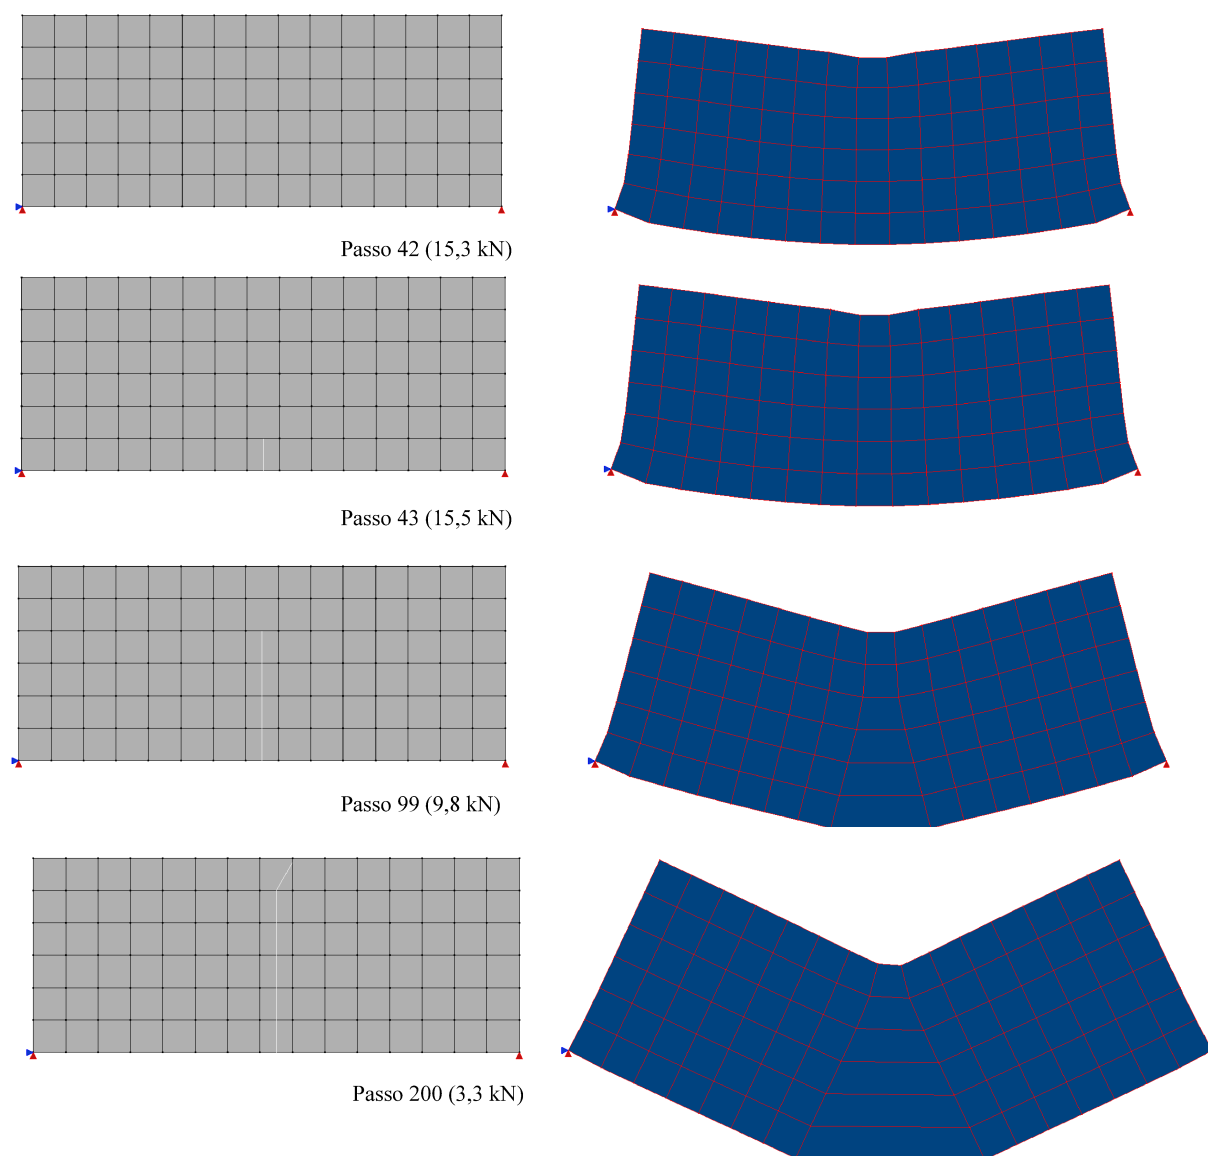 Passo 42 (15,3 kN)
Passo 43 (15,5 kN)
Passo 99 (9,8 kN)
Passo 200 (3,3 kN)